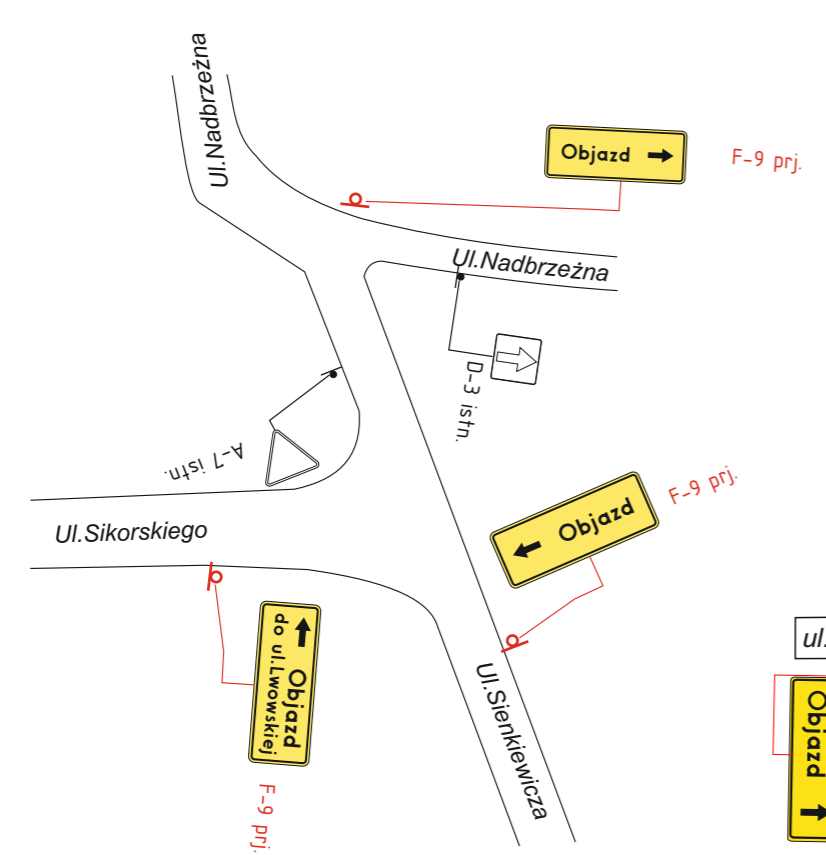 Ul.Nadbrzeżna
Objazd
F-9 prj.
Ul.Nadbrzeżna
D-3 istn.
A-7 istn.
F-9 prj.
Objazd
Ul.Sikorskiego
Objazd
do ul.Lwowskiej
F-9 prj.
Ul.Sienkiewicza
ul.
Objazd